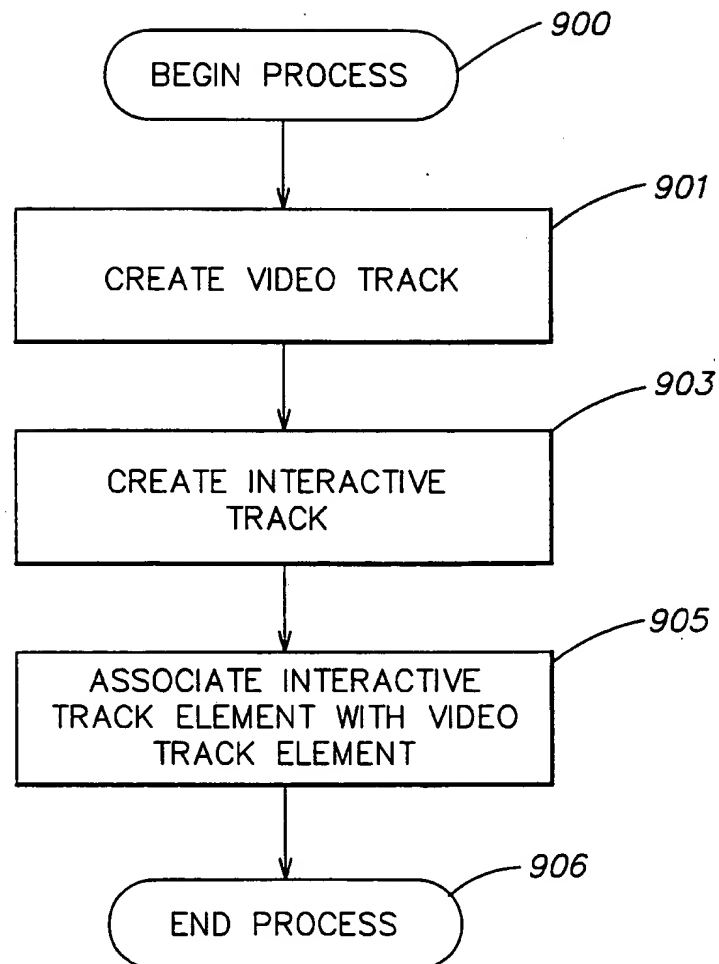 900
BEGIN PROCESS
901
CREATE VIDEO TRACK
903
CREATE INTERACTIVE
TRACK
905
ASSOCIATE INTERACTIVE
TRACK ELEMENT WITH VIDEO
TRACK ELEMENT
906
END PROCESS